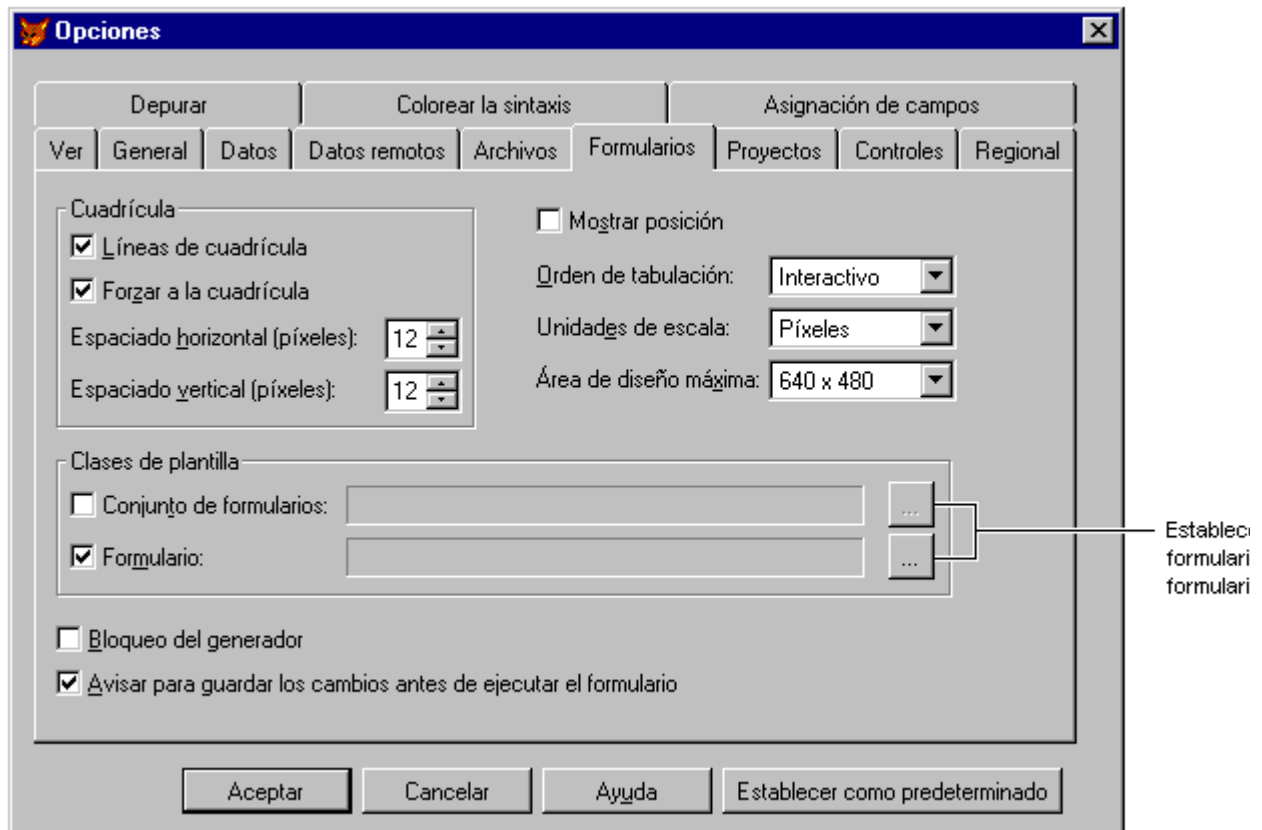 Opciones
Depurar Colorear la sintaxis Asignación de campos
Ver General Datos Datos remotos Archivos Formularios Proyectos Controles Regional
Cuadrícula
Líneas de cuadrícula
Forzar a la cuadrícula
Espaciado horizontal (píxeles): 12
Espaciado vertical (píxeles): 12
Mostrar posición
Orden de tabulación: Interactivo
Unidades de escala: Píxeles
Área de diseño máxima: 640 x 480
Clases de plantilla
Conjunto de formularios: ...
Formulario: ...
Bloqueo del generador
Avisar para guardar los cambios antes de ejecutar el formulario
Aceptar Cancelar Ayuda Establecer como predeterminado